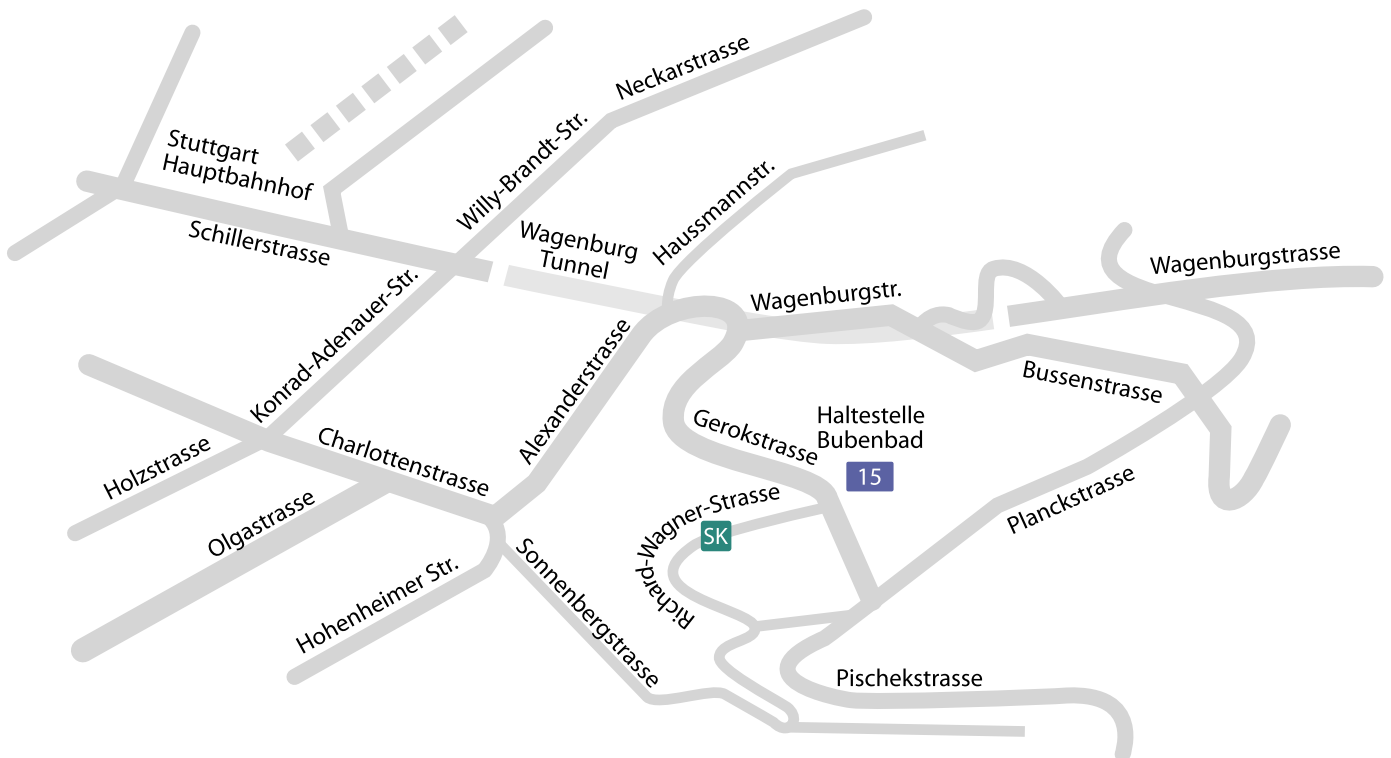 Neckarstrasse
Willy-Brandt-Str.
Stuttgart
Hauptbahnhof
Schillerstrasse
Wagenburg
Tunnel
Haussmannstr.
Wagenburgstrasse
Wagenburgstr.
Konrad-Adenauer-Str.
Alexanderstrasse
Bussenstrasse
Haltestelle
Bubenbad
15
Gerokstrasse
Charlottenstrasse
Holzstrasse
Olgastrasse
Richard-Wagner-Strasse
SK
Planckstrasse
Hohenheimer Str.
Sonnenbergstrasse
Pischekstrasse